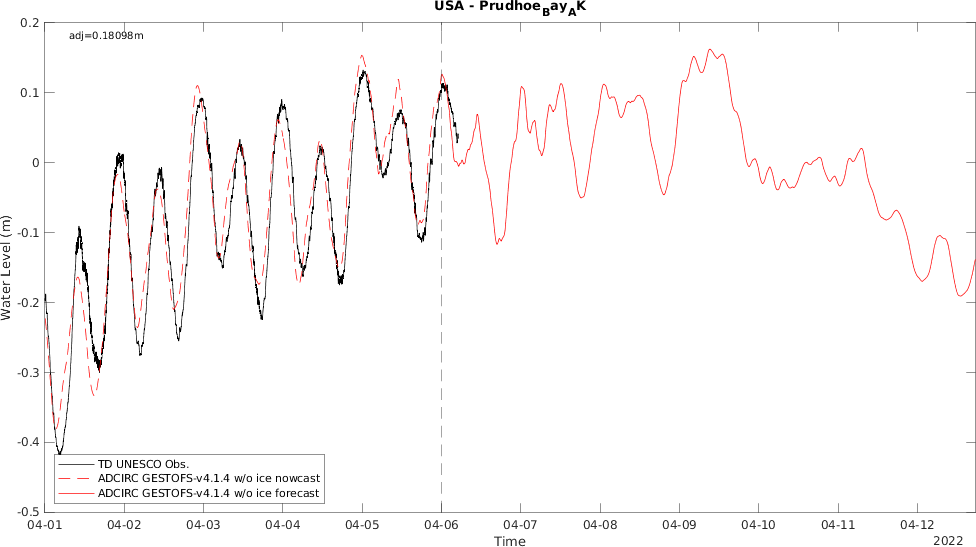 USA - Prudhoe_Bay_AK
adj=0.18098m
0.2
0.1
0
-0.1
-0.2
-0.3
-0.4
-0.5
Water Level (m)
TD UNESCO Obs.
ADCIRC GESTOFS-v4.1.4 w/o ice nowcast
ADCIRC GESTOFS-v4.1.4 w/o ice forecast
04-01 04-02 04-03 04-04 04-05 04-06 04-07 04-08 04-09 04-10 04-11 04-12
Time
2022